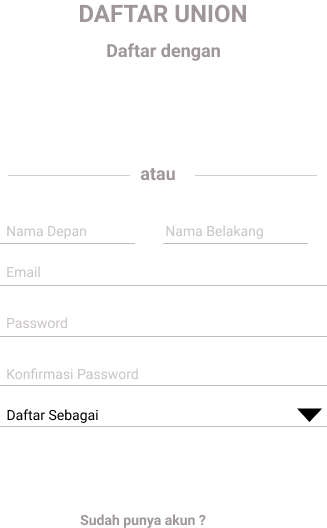 DAFTAR UNION
Daftar dengan
atau
Nama Depan Nama Belakang
Email
Password
Konfirmasi Password
Daftar Sebagai
Sudah punya akun ?